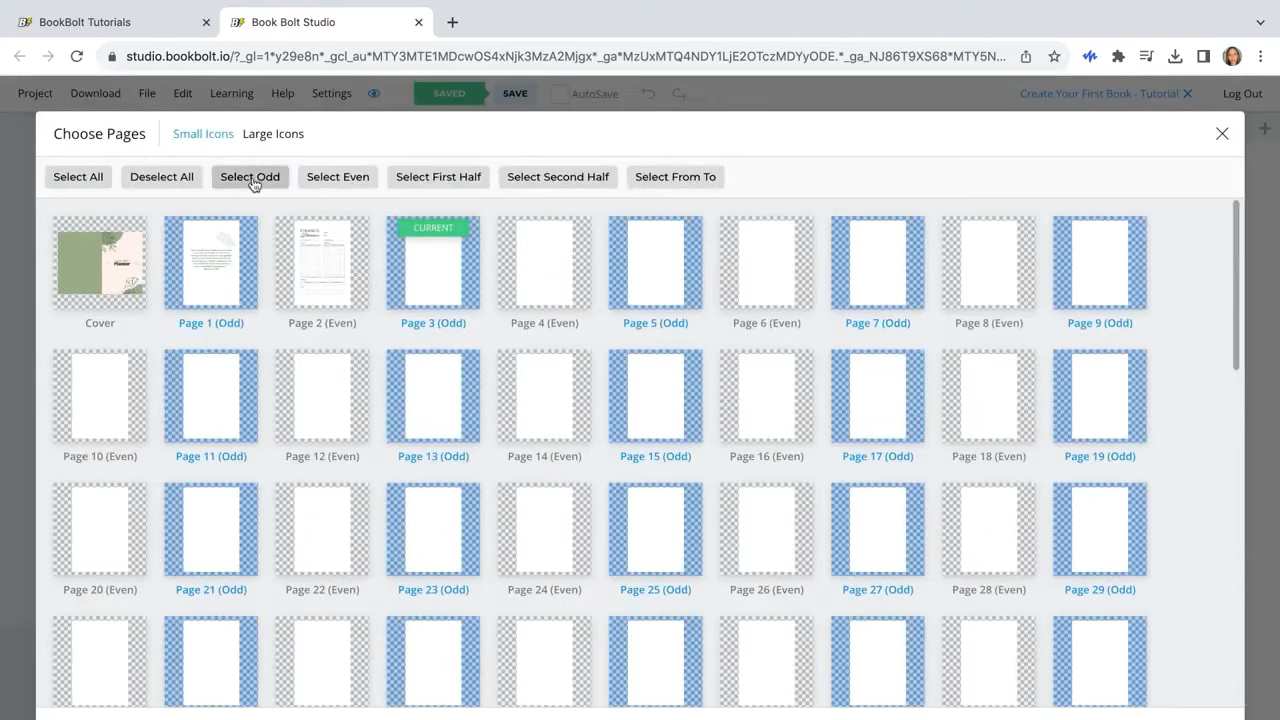 BookBolt Tutorials
Book Bolt Studio
studio.bookbolt.io/?_gl=1*y29e8n*_gcl_au*MTY3MTE1MDcwOS4xNjk3MzA2Mjgx*_ga*MzUxMTQ4NDY1LjE2OTczMDYyODE.*_ga_NJ86T9XS68*MTY5N...
Project Download File Edit Learning Help Settings SAVED SAVE AutoSave Create Your First Book - Tutorial Log Out
Choose Pages Small Icons Large Icons
Select All Deselect All Select Odd Select Even Select First Half Select Second Half Select From To
CURRENT
FINANCE
Planner
Planner
Cover Page 1 (Odd) Page 2 (Even) Page 3 (Odd) Page 4 (Even) Page 5 (Odd) Page 6 (Even) Page 7 (Odd) Page 8 (Even) Page 9 (Odd)
Page 10 (Even) Page 11 (Odd) Page 12 (Even) Page 13 (Odd) Page 14 (Even) Page 15 (Odd) Page 16 (Even) Page 17 (Odd) Page 18 (Even) Page 19 (Odd)
Page 20 (Even) Page 21 (Odd) Page 22 (Even) Page 23 (Odd) Page 24 (Even) Page 25 (Odd) Page 26 (Even) Page 27 (Odd) Page 28 (Even) Page 29 (Odd)